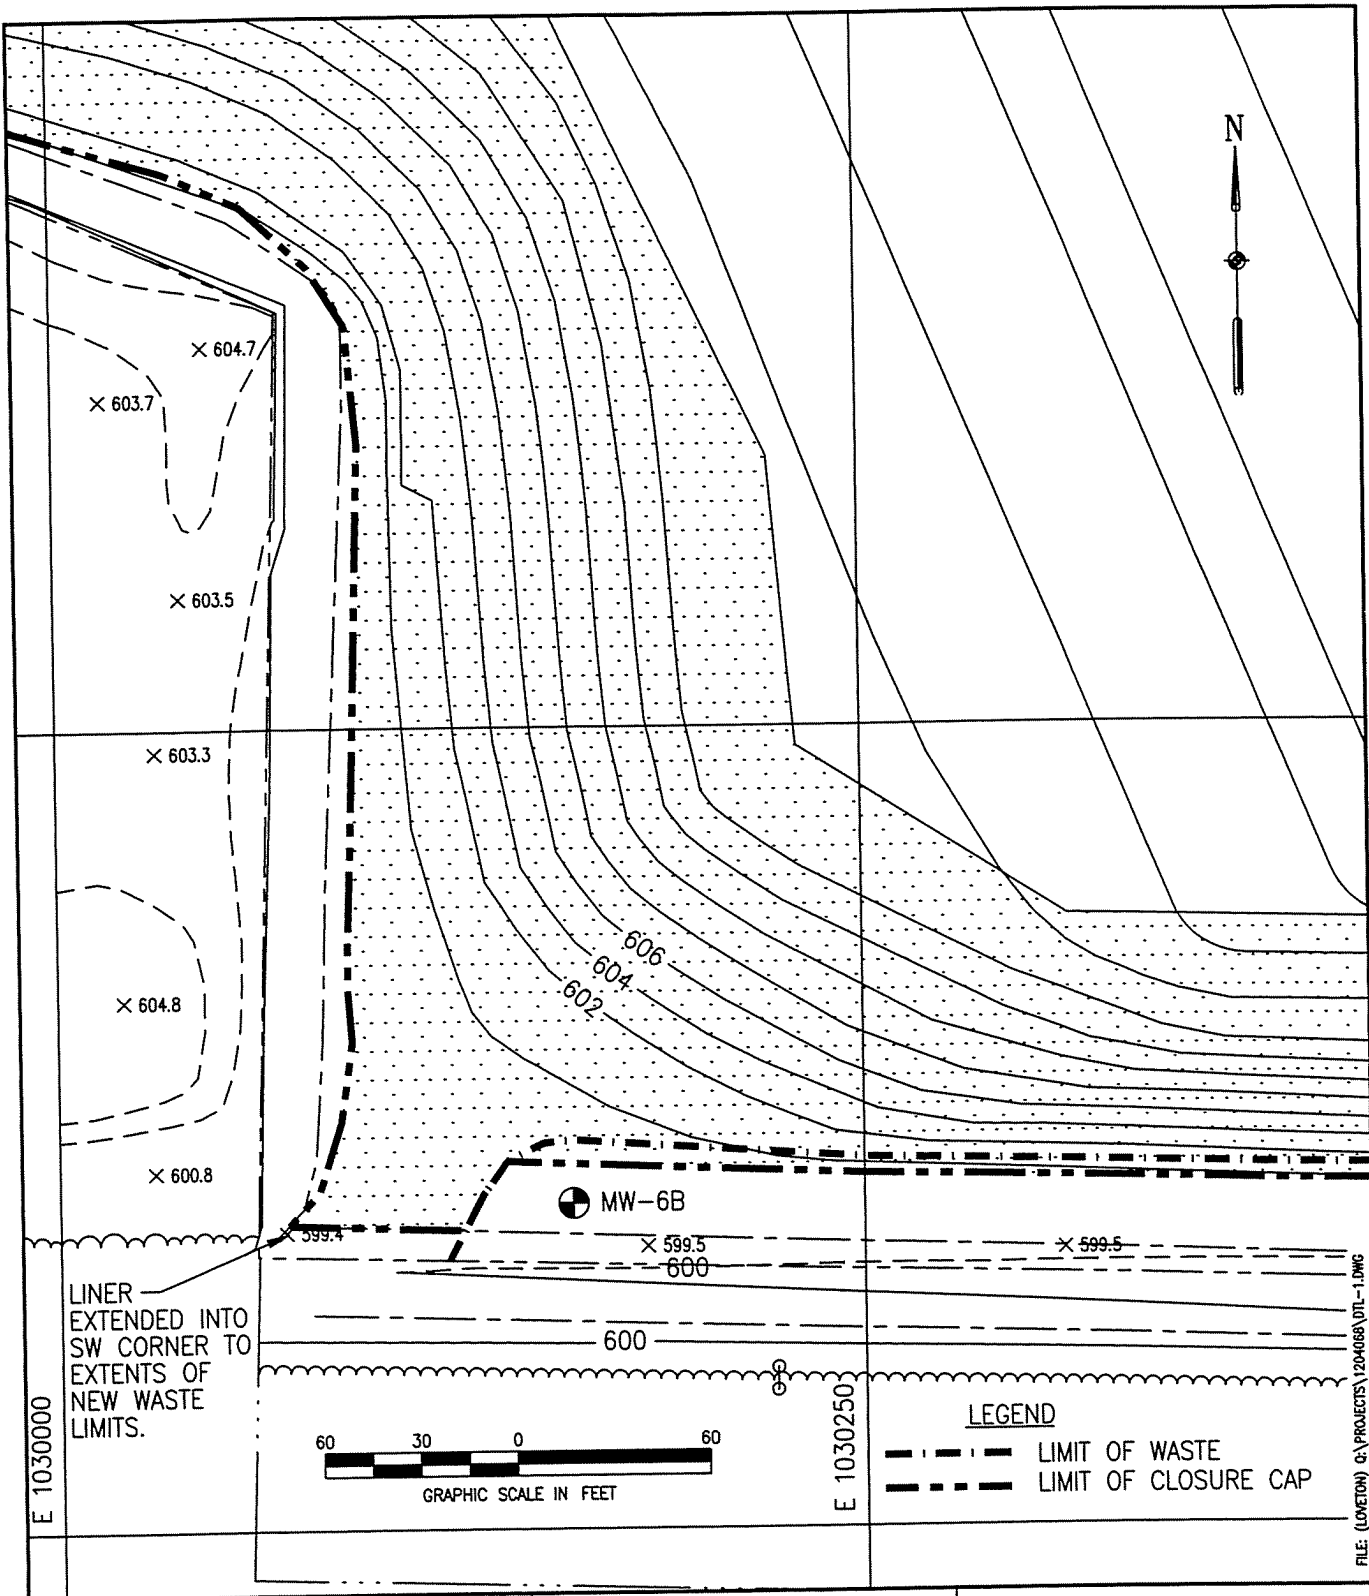 N
604.7
603.7
603.5
603.3
606
604
602
604.8
600.8
MW-6B
599.4
599.5
599.5
600
LINER
EXTENDED INTO
SW CORNER TO
EXTENTS OF
NEW WASTE
LIMITS.
600
E 1030000
E 1030250
60 30 0 60
GRAPHIC SCALE IN FEET
LEGEND
LIMIT OF WASTE
LIMIT OF CLOSURE CAP
FILE: (LOVETON) Q:\PROJECTS\1204068\DTL-1.DWG